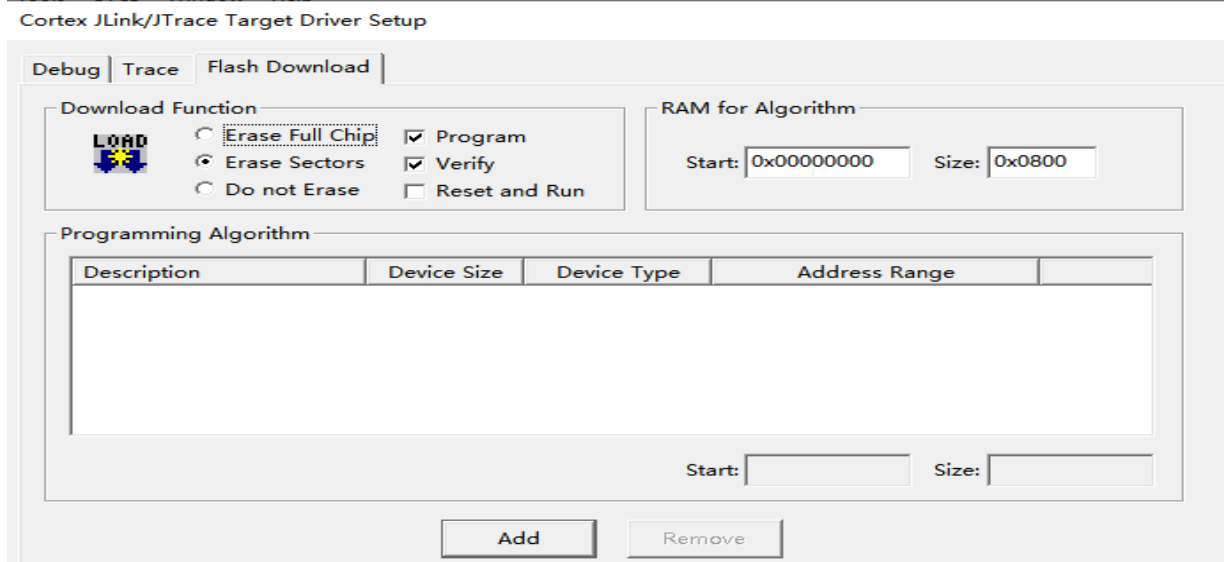 Cortex JLink/JTrace Target Driver Setup
Debug Trace Flash Download
Download Function
LOAD
Erase Full Chip
Erase Sectors
Do not Erase
Program
Verify
Reset and Run
RAM for Algorithm
Start: 0x00000000 Size: 0x0800
Programming Algorithm
Description Device Size Device Type Address Range
Start: Size:
Add Remove